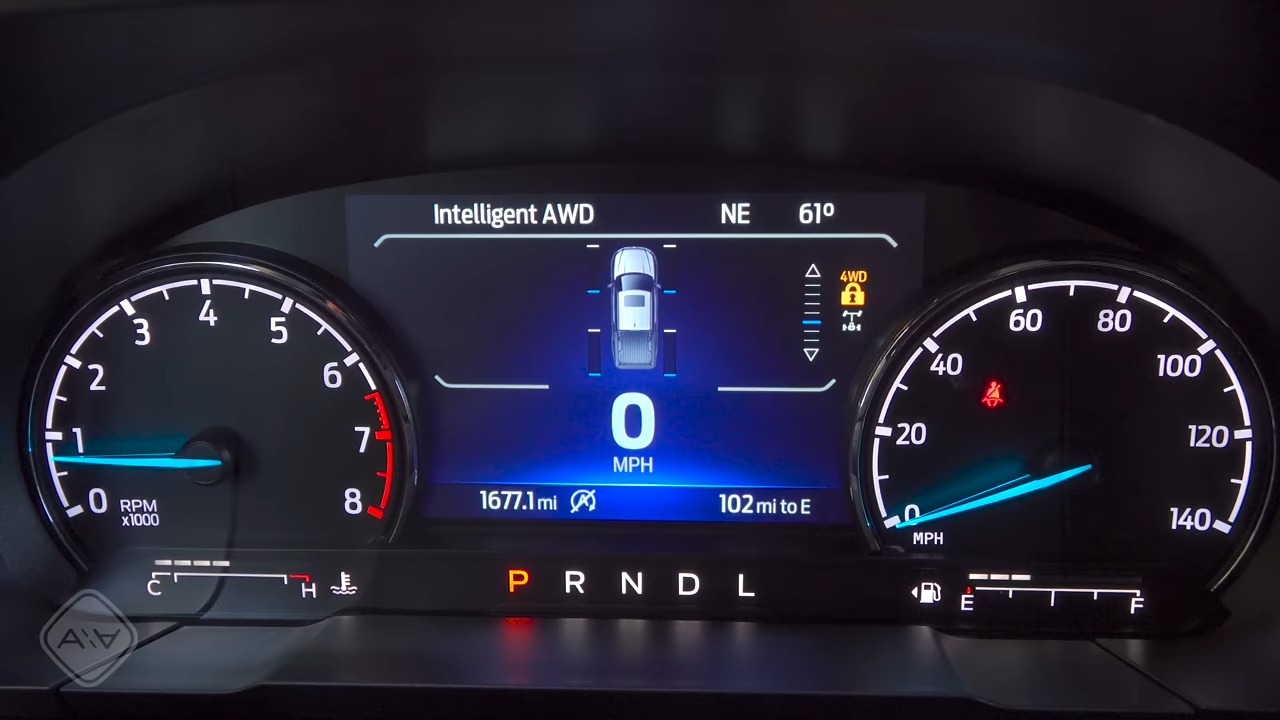 Intelligent AWD NE 61º
4WD
0
1
2
3
4
5
6
7
8
RPM
x1000
0
MPH
1677.1 mi 102 mi to E
0
20
40
60
80
100
120
140
MPH
C H
P R N D L
E F
A\:A